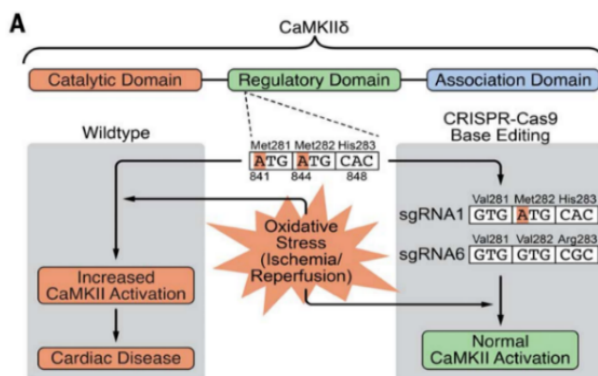 A
CaMKIIδ
Catalytic Domain
Regulatory Domain
Association Domain
Wildtype
CRISPR-Cas9
Base Editing
Met281 Met282 His283
ATG ATG CAC
841 844 848
Val281 Met282 His283
sgRNA1 GTG ATG CAC
Val281 Val282 Arg283
sgRNA6 GTG GTG CGC
Oxidative
Stress
(Ischemia/
Reperfusion)
Increased
CaMKII Activation
Cardiac Disease
Normal
CaMKII Activation